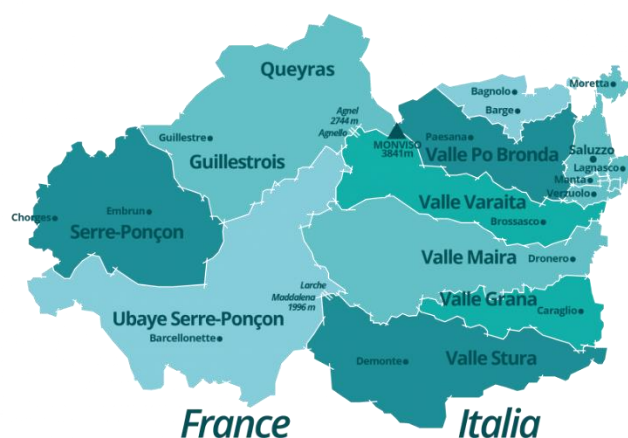 Queyras
Bagnolo
Moretta
Barge
Agnel
2744 m
Agnello
Guillestre
Guillestrois
MONVISO
3841m
Paesana
Valle Po Bronda
Saluzzo
Lagnasco
Manta
Verzuolo
Valle Varaita
Brossasco
Chorges
Embrun
Serre-Ponçon
Valle Maira
Dronero
Larche
Maddalena
1996 m
Valle Grana
Caraglio
Ubaye Serre-Ponçon
Barcellonette
Demonte
Valle Stura
France
Italia